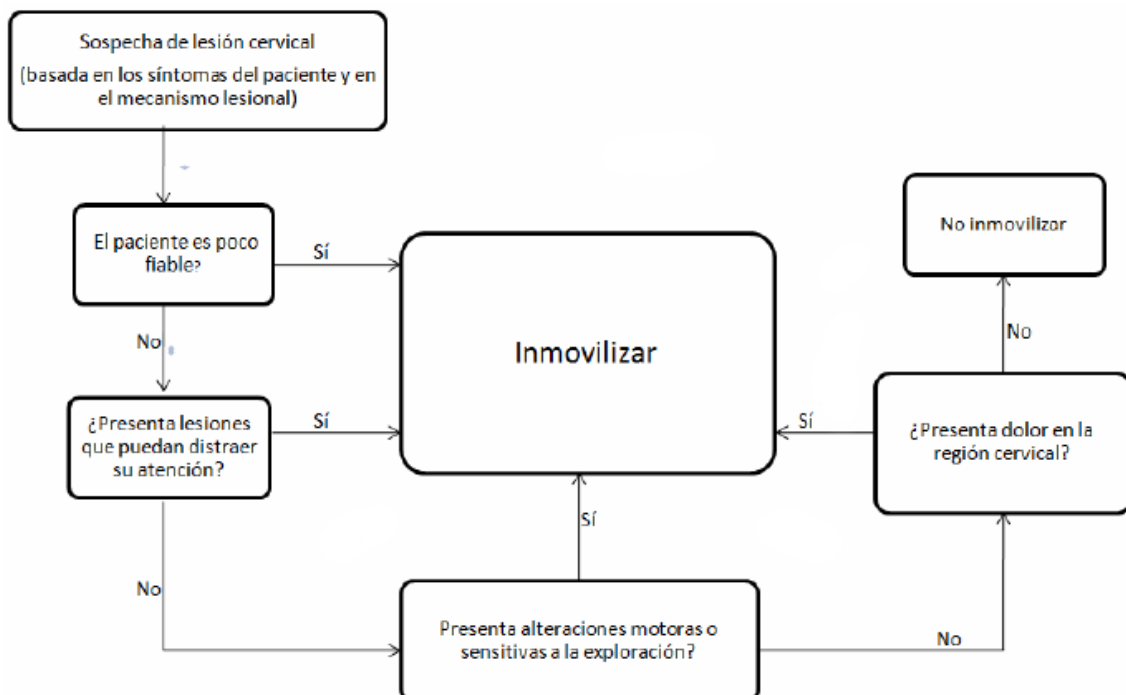 Sospecha de lesión cervical
(basada en los síntomas del paciente y en
el mecanismo lesional)
El paciente es poco
fiable?
Sí
No
¿Presenta lesiones
que puedan distraer
su atención?
Sí
No
Inmovilizar
Presenta alteraciones motoras o
sensitivas a la exploración?
Sí
No
¿Presenta dolor en la
región cervical?
Sí
No
No inmovilizar